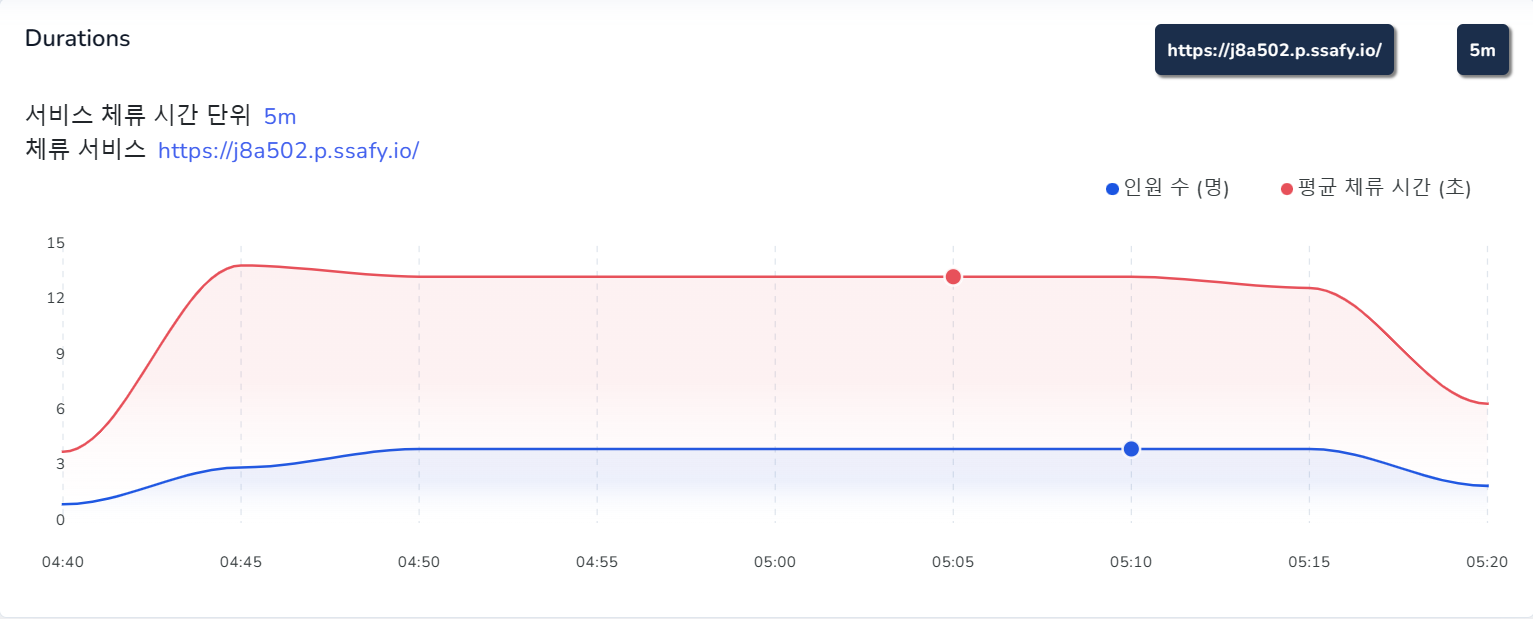 Durations
https://j8a502.p.ssafy.io/
5m
서비스 체류 시간 단위 5m
체류 서비스 https://j8a502.p.ssafy.io/
인원 수 (명) 평균 체류 시간 (초)
15
12
9
6
3
0
04:40 04:45 04:50 04:55 05:00 05:05 05:10 05:15 05:20